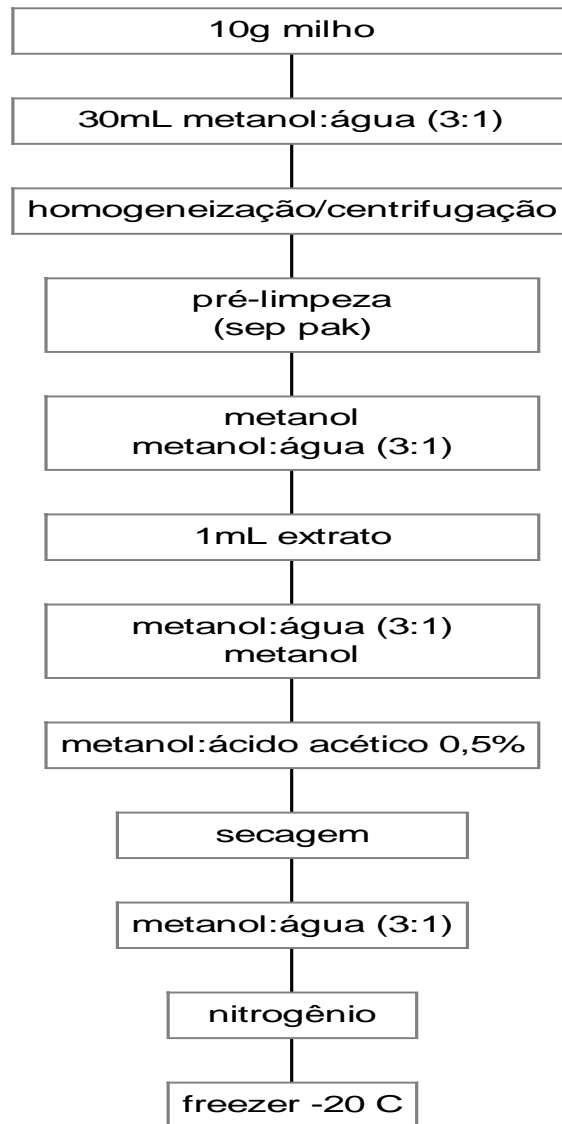 10g milho
30mL metanol:água (3:1)
homogeneização/centrifugação
pré-limpeza
(sep pak)
metanol
metanol:água (3:1)
1mL extrato
metanol:água (3:1)
metanol
metanol:ácido acético 0,5%
secagem
metanol:água (3:1)
nitrogênio
freezer -20 C